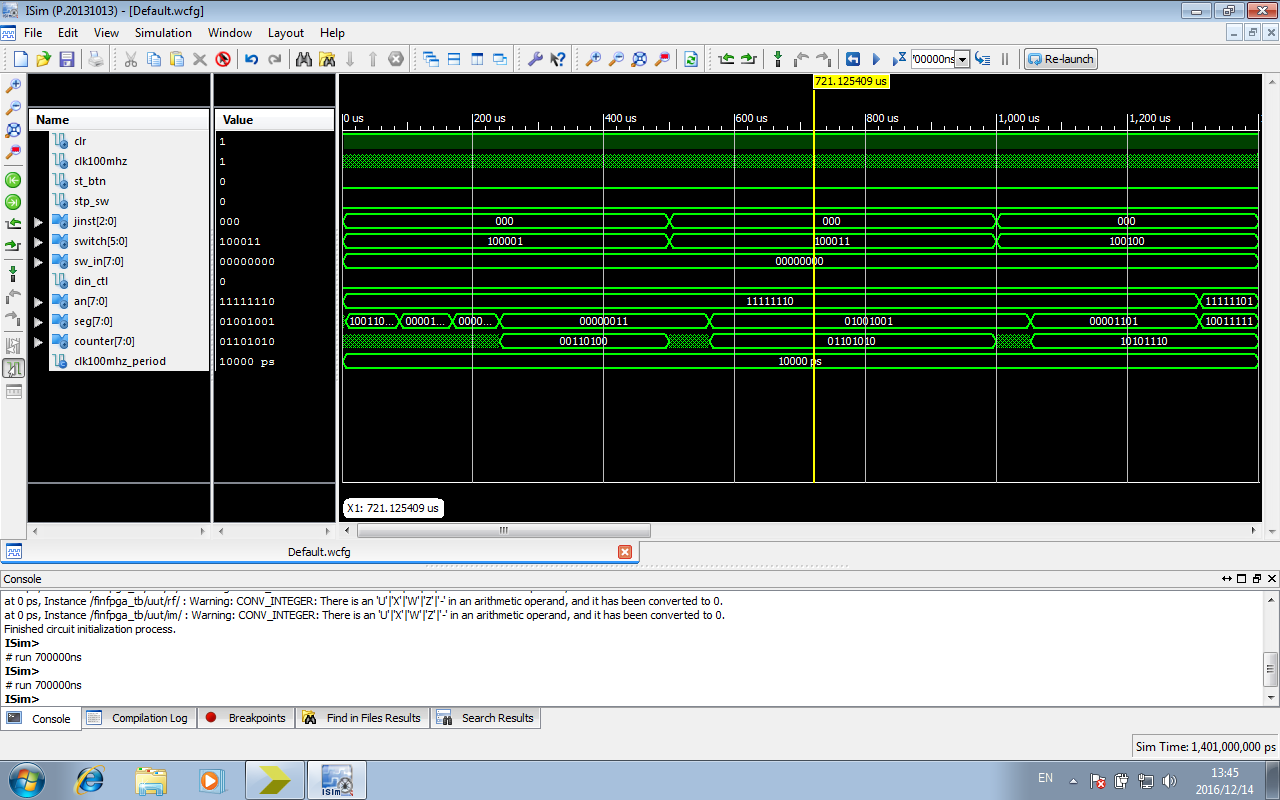 ISim (P.20131013) - [Default.wcfg]
File Edit View Simulation Window Layout Help
00000ns Re-launch
721.125409 us
Name Value
0 us 200 us 400 us 600 us 800 us 1,000 us 1,200 us
clr 1
clk100mhz 1
st_btn 0
stp_sw 0
jinst[2:0] 000 000 000 000
switch[5:0] 100011 100001 100011 100100
sw_in[7:0] 00000000 00000000
din_ctl 0
an[7:0] 11111110 11111110 11111101
seg[7:0] 01001001 100110... 00001... 0000... 00000011 01001001 00001101 10011111
counter[7:0] 01101010 00110100 01101010 10101110
clk100mhz_period 10000 ps 10000 ps
X1: 721.125409 us
Default.wcfg
Console
at 0 ps, Instance /finfpga_tb/uut/rf/ : Warning: CONV_INTEGER: There is an 'U'|'X'|'W'|'Z'|'-' in an arithmetic operand, and it has been converted to 0.
at 0 ps, Instance /finfpga_tb/uut/im/ : Warning: CONV_INTEGER: There is an 'U'|'X'|'W'|'Z'|'-' in an arithmetic operand, and it has been converted to 0.
Finished circuit initialization process.
ISim>
# run 700000ns
ISim>
# run 700000ns
ISim>
Console Compilation Log Breakpoints Find in Files Results Search Results
Sim Time: 1,401,000,000 ps
ISim
EN
13:45
2016/12/14